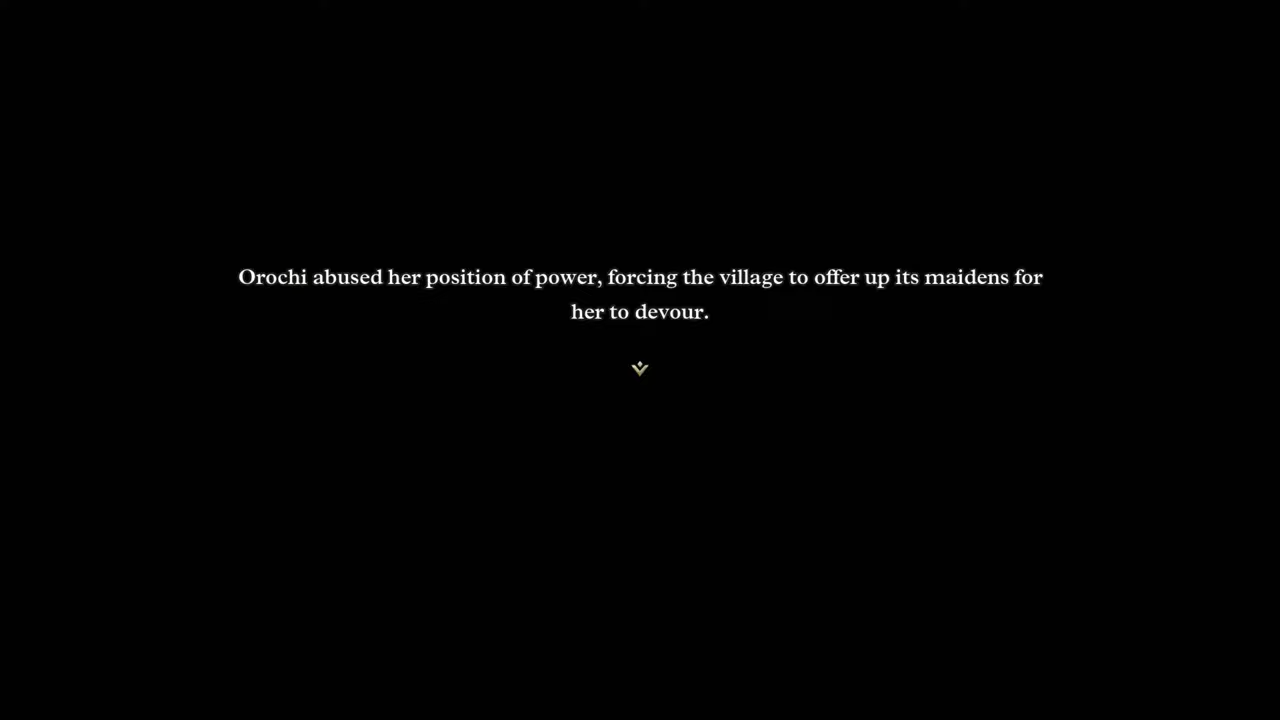 Orochi abused her position of power, forcing the village to offer up its maidens for
her to devour.